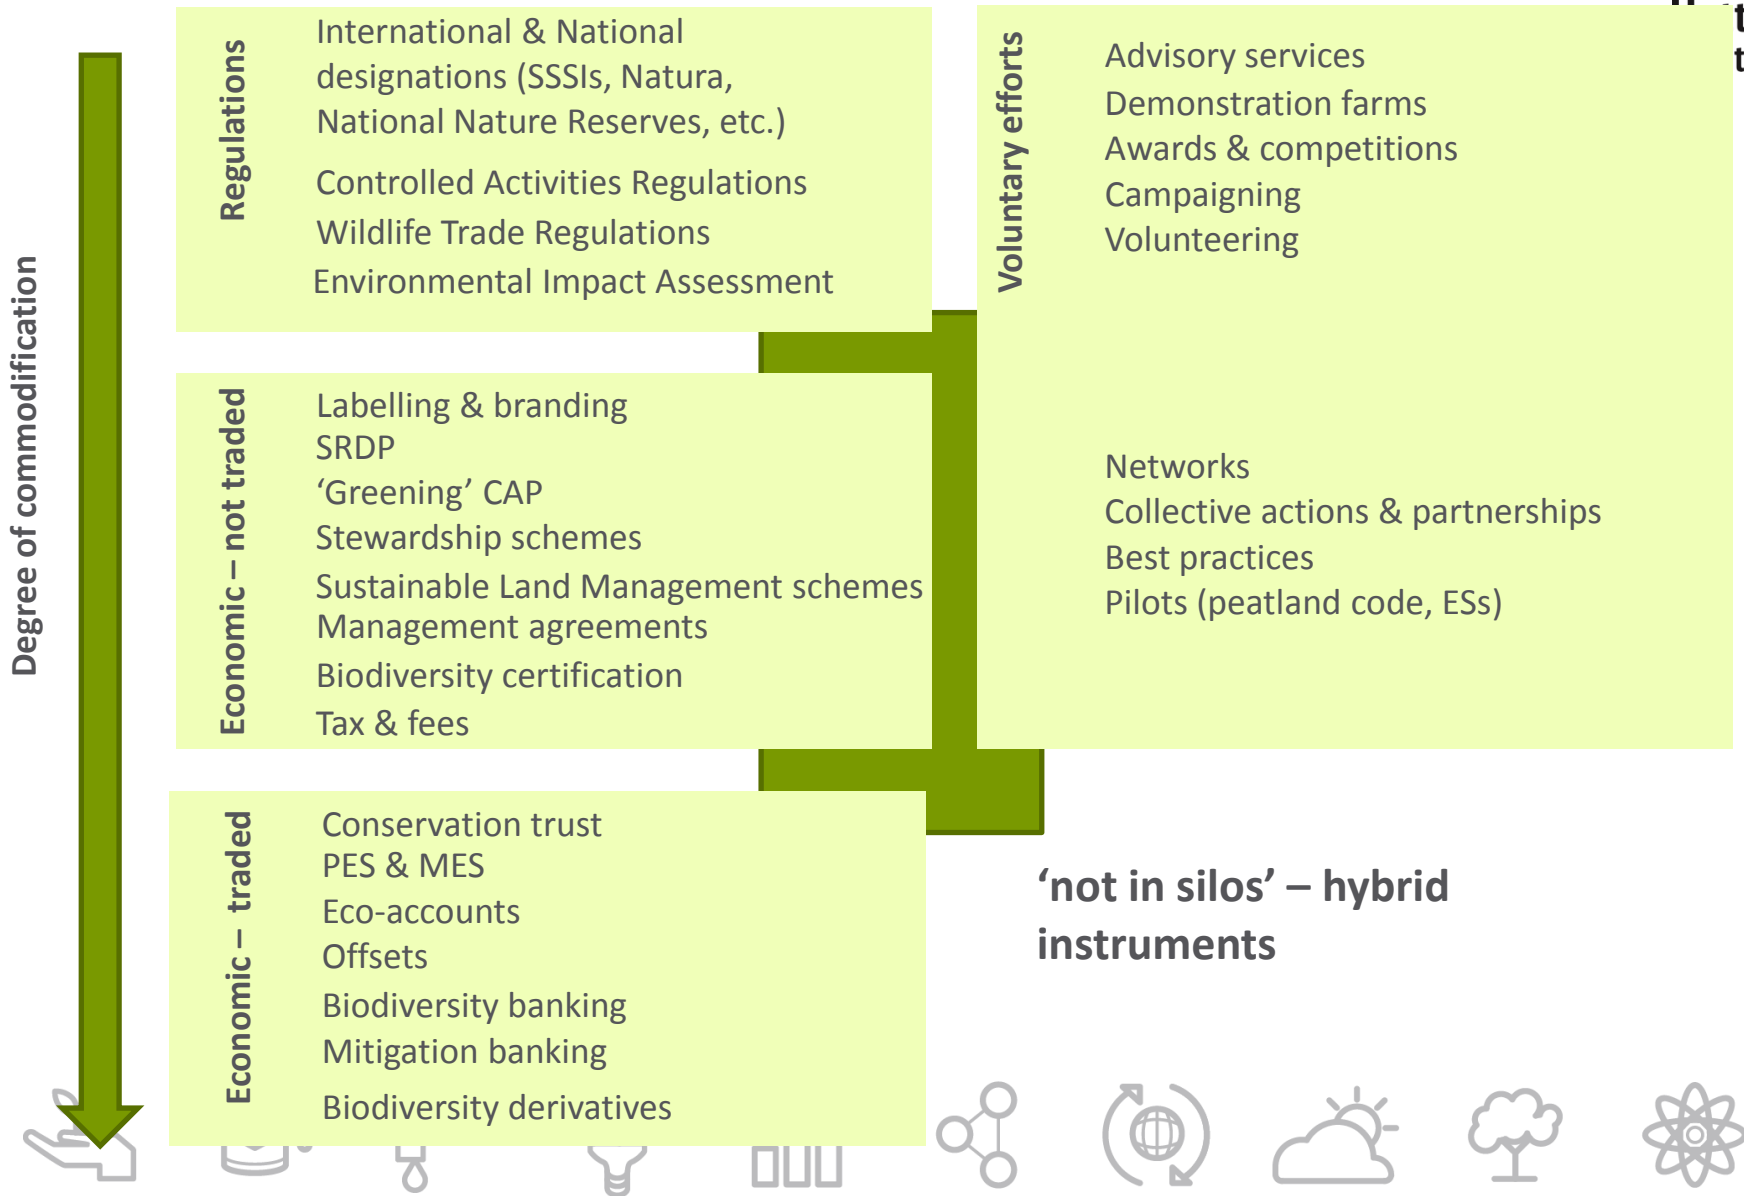 Degree of commodification
Regulations
International & National
designations (SSSIs, Natura,
National Nature Reserves, etc.)
Controlled Activities Regulations
Wildlife Trade Regulations
Environmental Impact Assessment
Economic – not traded
Labelling & branding
SRDP
‘Greening’ CAP
Stewardship schemes
Sustainable Land Management schemes
Management agreements
Biodiversity certification
Tax & fees
Economic – traded
Conservation trust
PES & MES
Eco-accounts
Offsets
Biodiversity banking
Mitigation banking
Biodiversity derivatives
Voluntary efforts
Advisory services
Demonstration farms
Awards & competitions
Campaigning
Volunteering
Networks
Collective actions & partnerships
Best practices
Pilots (peatland code, ESs)
‘not in silos’ – hybrid
instruments